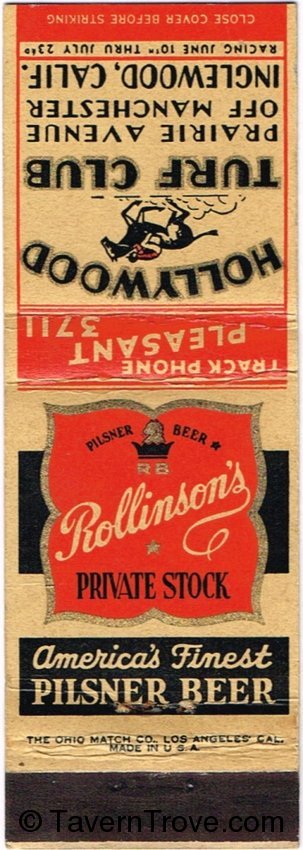 CLOSE COVER BEFORE STRIKING
HOLLYWOOD
TURF CLUB
PRAIRIE AVENUE
OFF MANCHESTER
INGLEWOOD, CALIF.
RACING JUNE 10TH THRU JULY 23RD
TRACK PHONE
PLEASANT
3711
PILSNER BEER
RB
Rollinson's
PRIVATE STOCK
America's Finest
PILSNER BEER
THE OHIO MATCH CO., LOS ANGELES CAL.
MADE IN U.S.A.
© TavernTrove.com